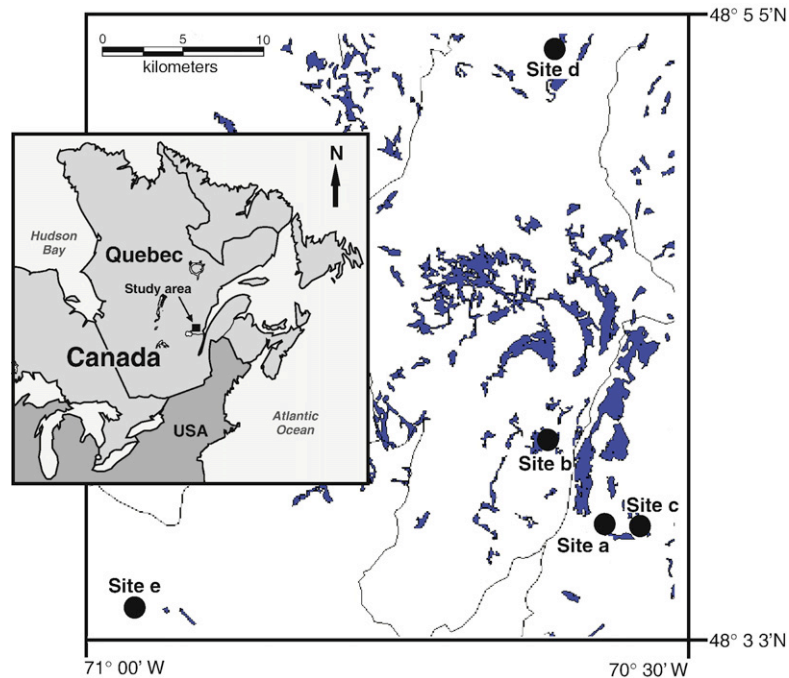 48° 5 5'N
0 5 10
kilometers
Site d
N
Hudson
Bay
Quebec
Study area
Canada
USA
Atlantic
Ocean
Site b
Site c
Site a
Site e
48° 3 3'N
71° 00' W
70° 30' W